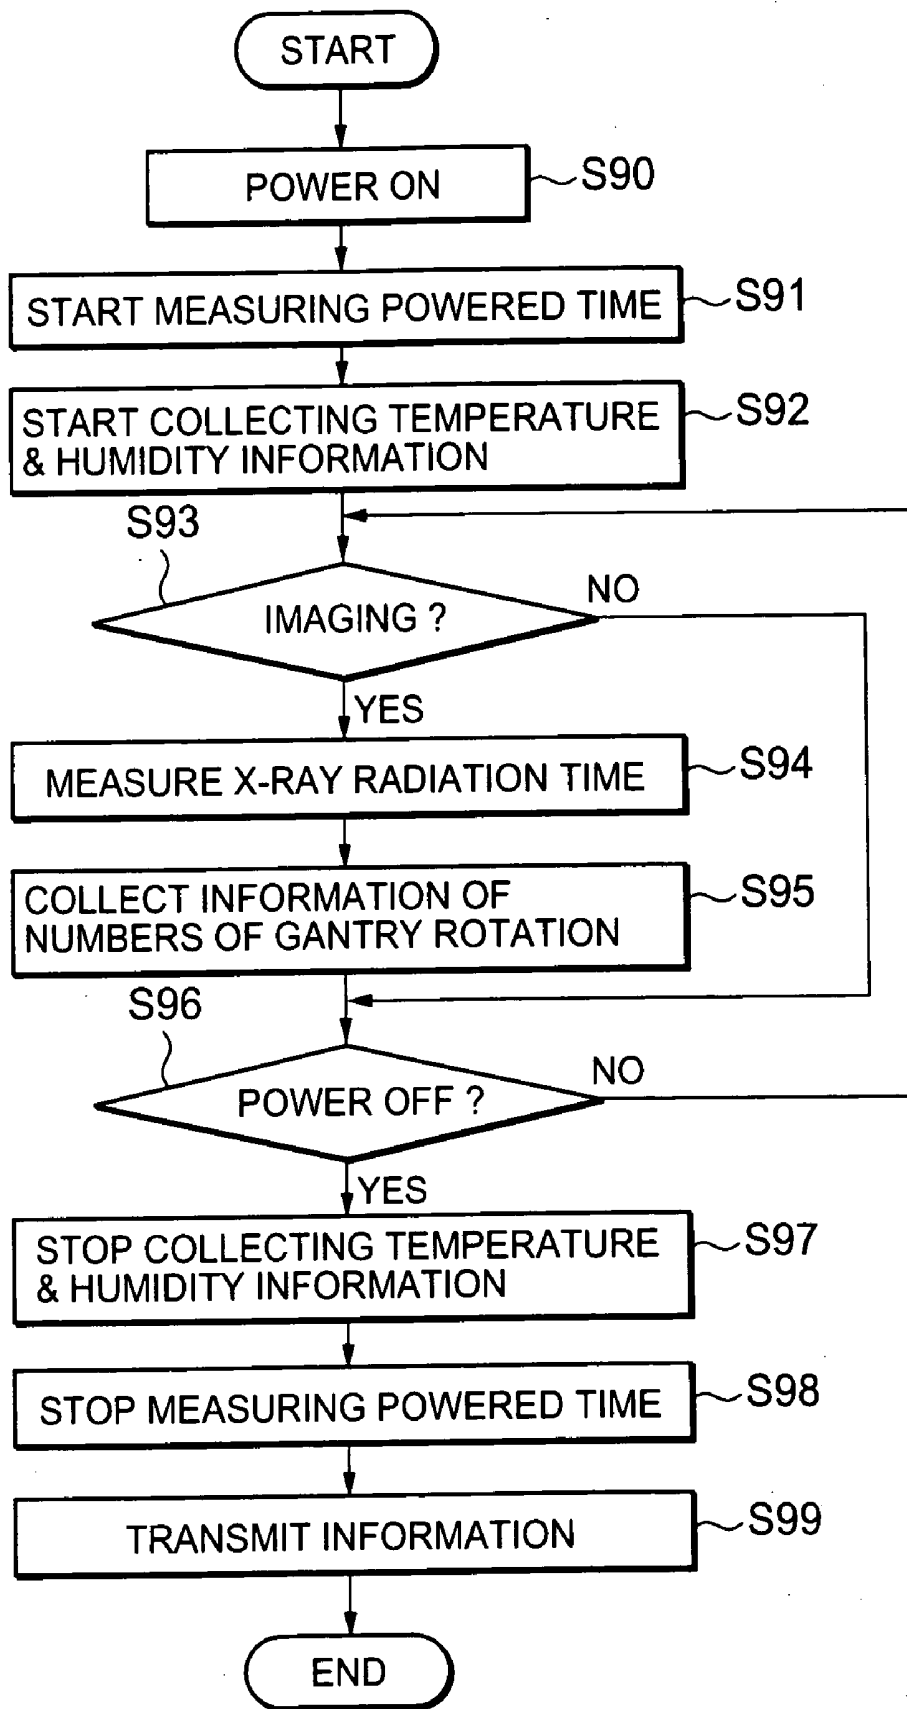 START
POWER ON
S90
START MEASURING POWERED TIME
S91
START COLLECTING TEMPERATURE
& HUMIDITY INFORMATION
S92
S93
IMAGING ?
NO
YES
MEASURE X-RAY RADIATION TIME
S94
COLLECT INFORMATION OF
NUMBERS OF GANTRY ROTATION
S95
S96
POWER OFF ?
NO
YES
STOP COLLECTING TEMPERATURE
& HUMIDITY INFORMATION
S97
STOP MEASURING POWERED TIME
S98
TRANSMIT INFORMATION
S99
END